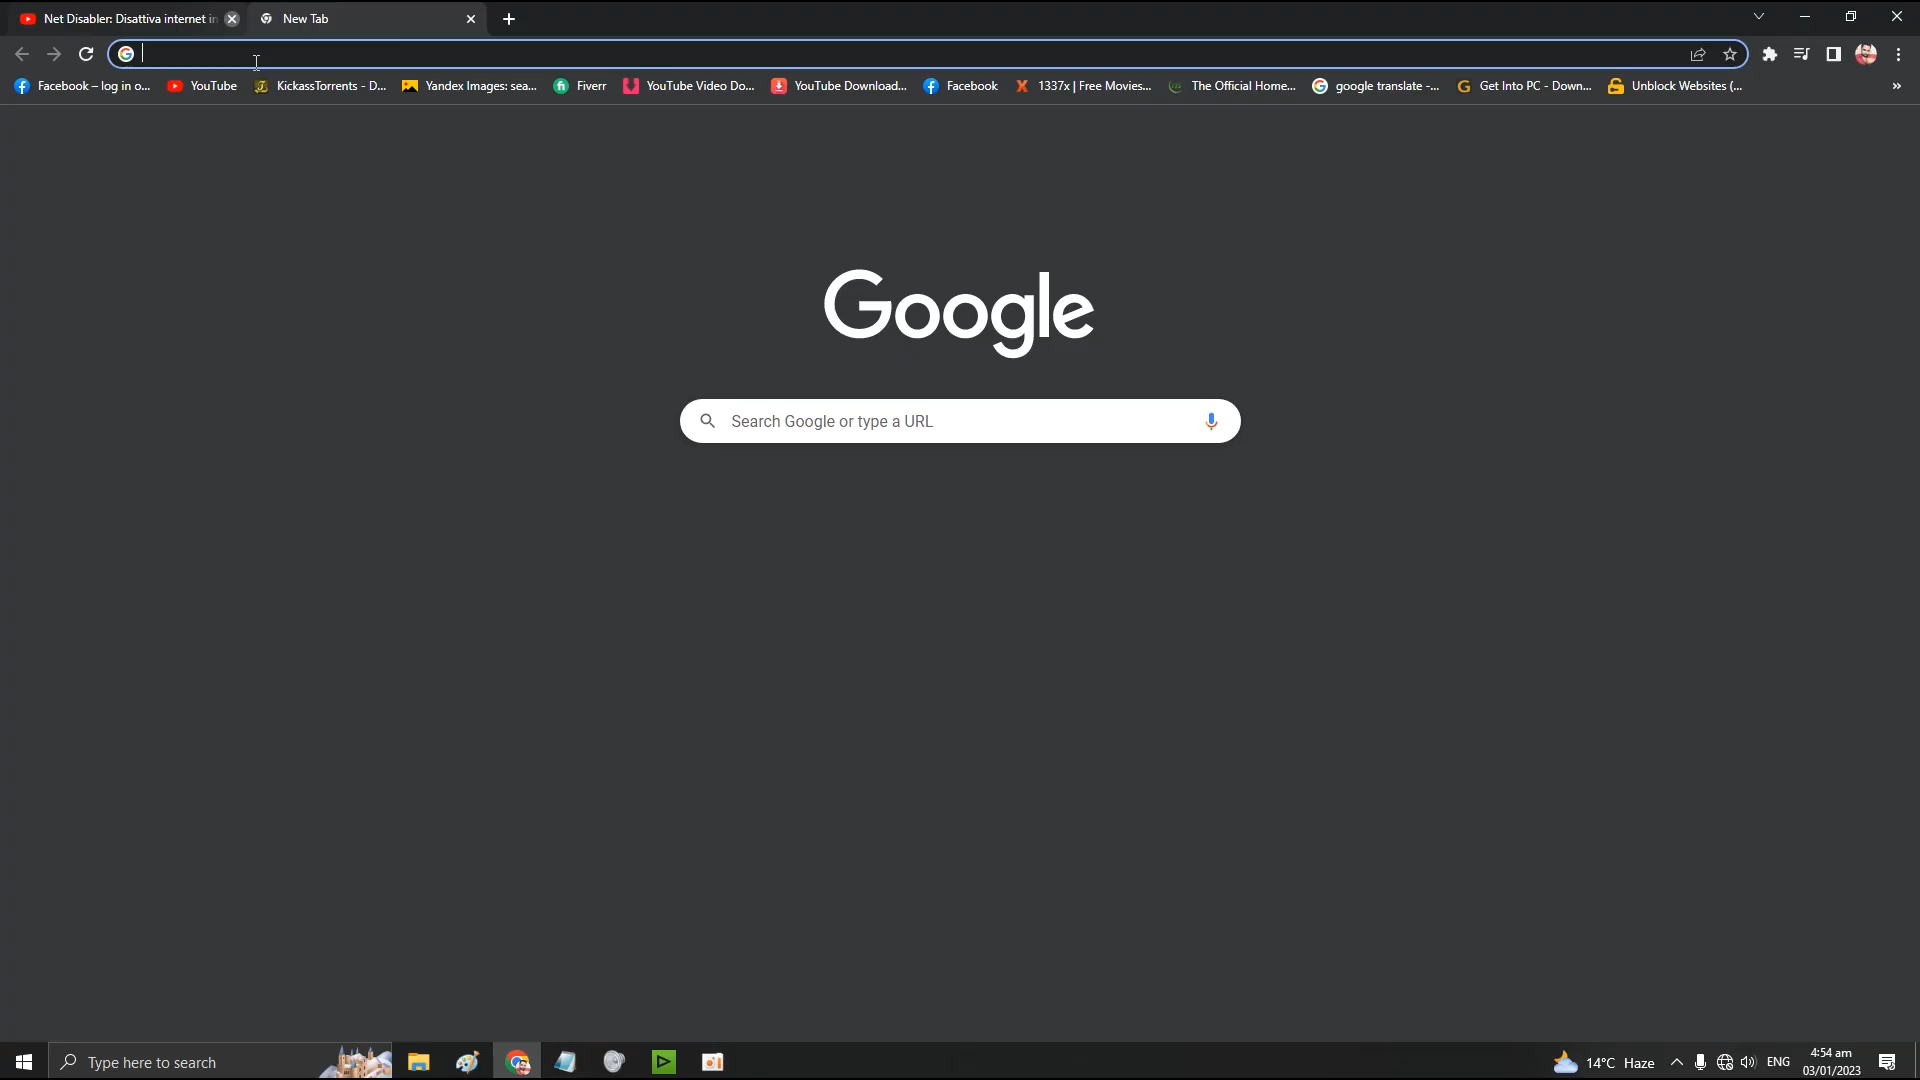 Net Disabler: Disattiva internet in
New Tab
Facebook – log in o...
YouTube
KickassTorrents - D...
Yandex Images: sea...
Fiverr
YouTube Video Do...
YouTube Download...
Facebook
1337x | Free Movies...
The Official Home...
google translate -...
Get Into PC - Down...
Unblock Websites (...
Google
Search Google or type a URL
Type here to search
14°C Haze
ENG
4:54 am
03/01/2023